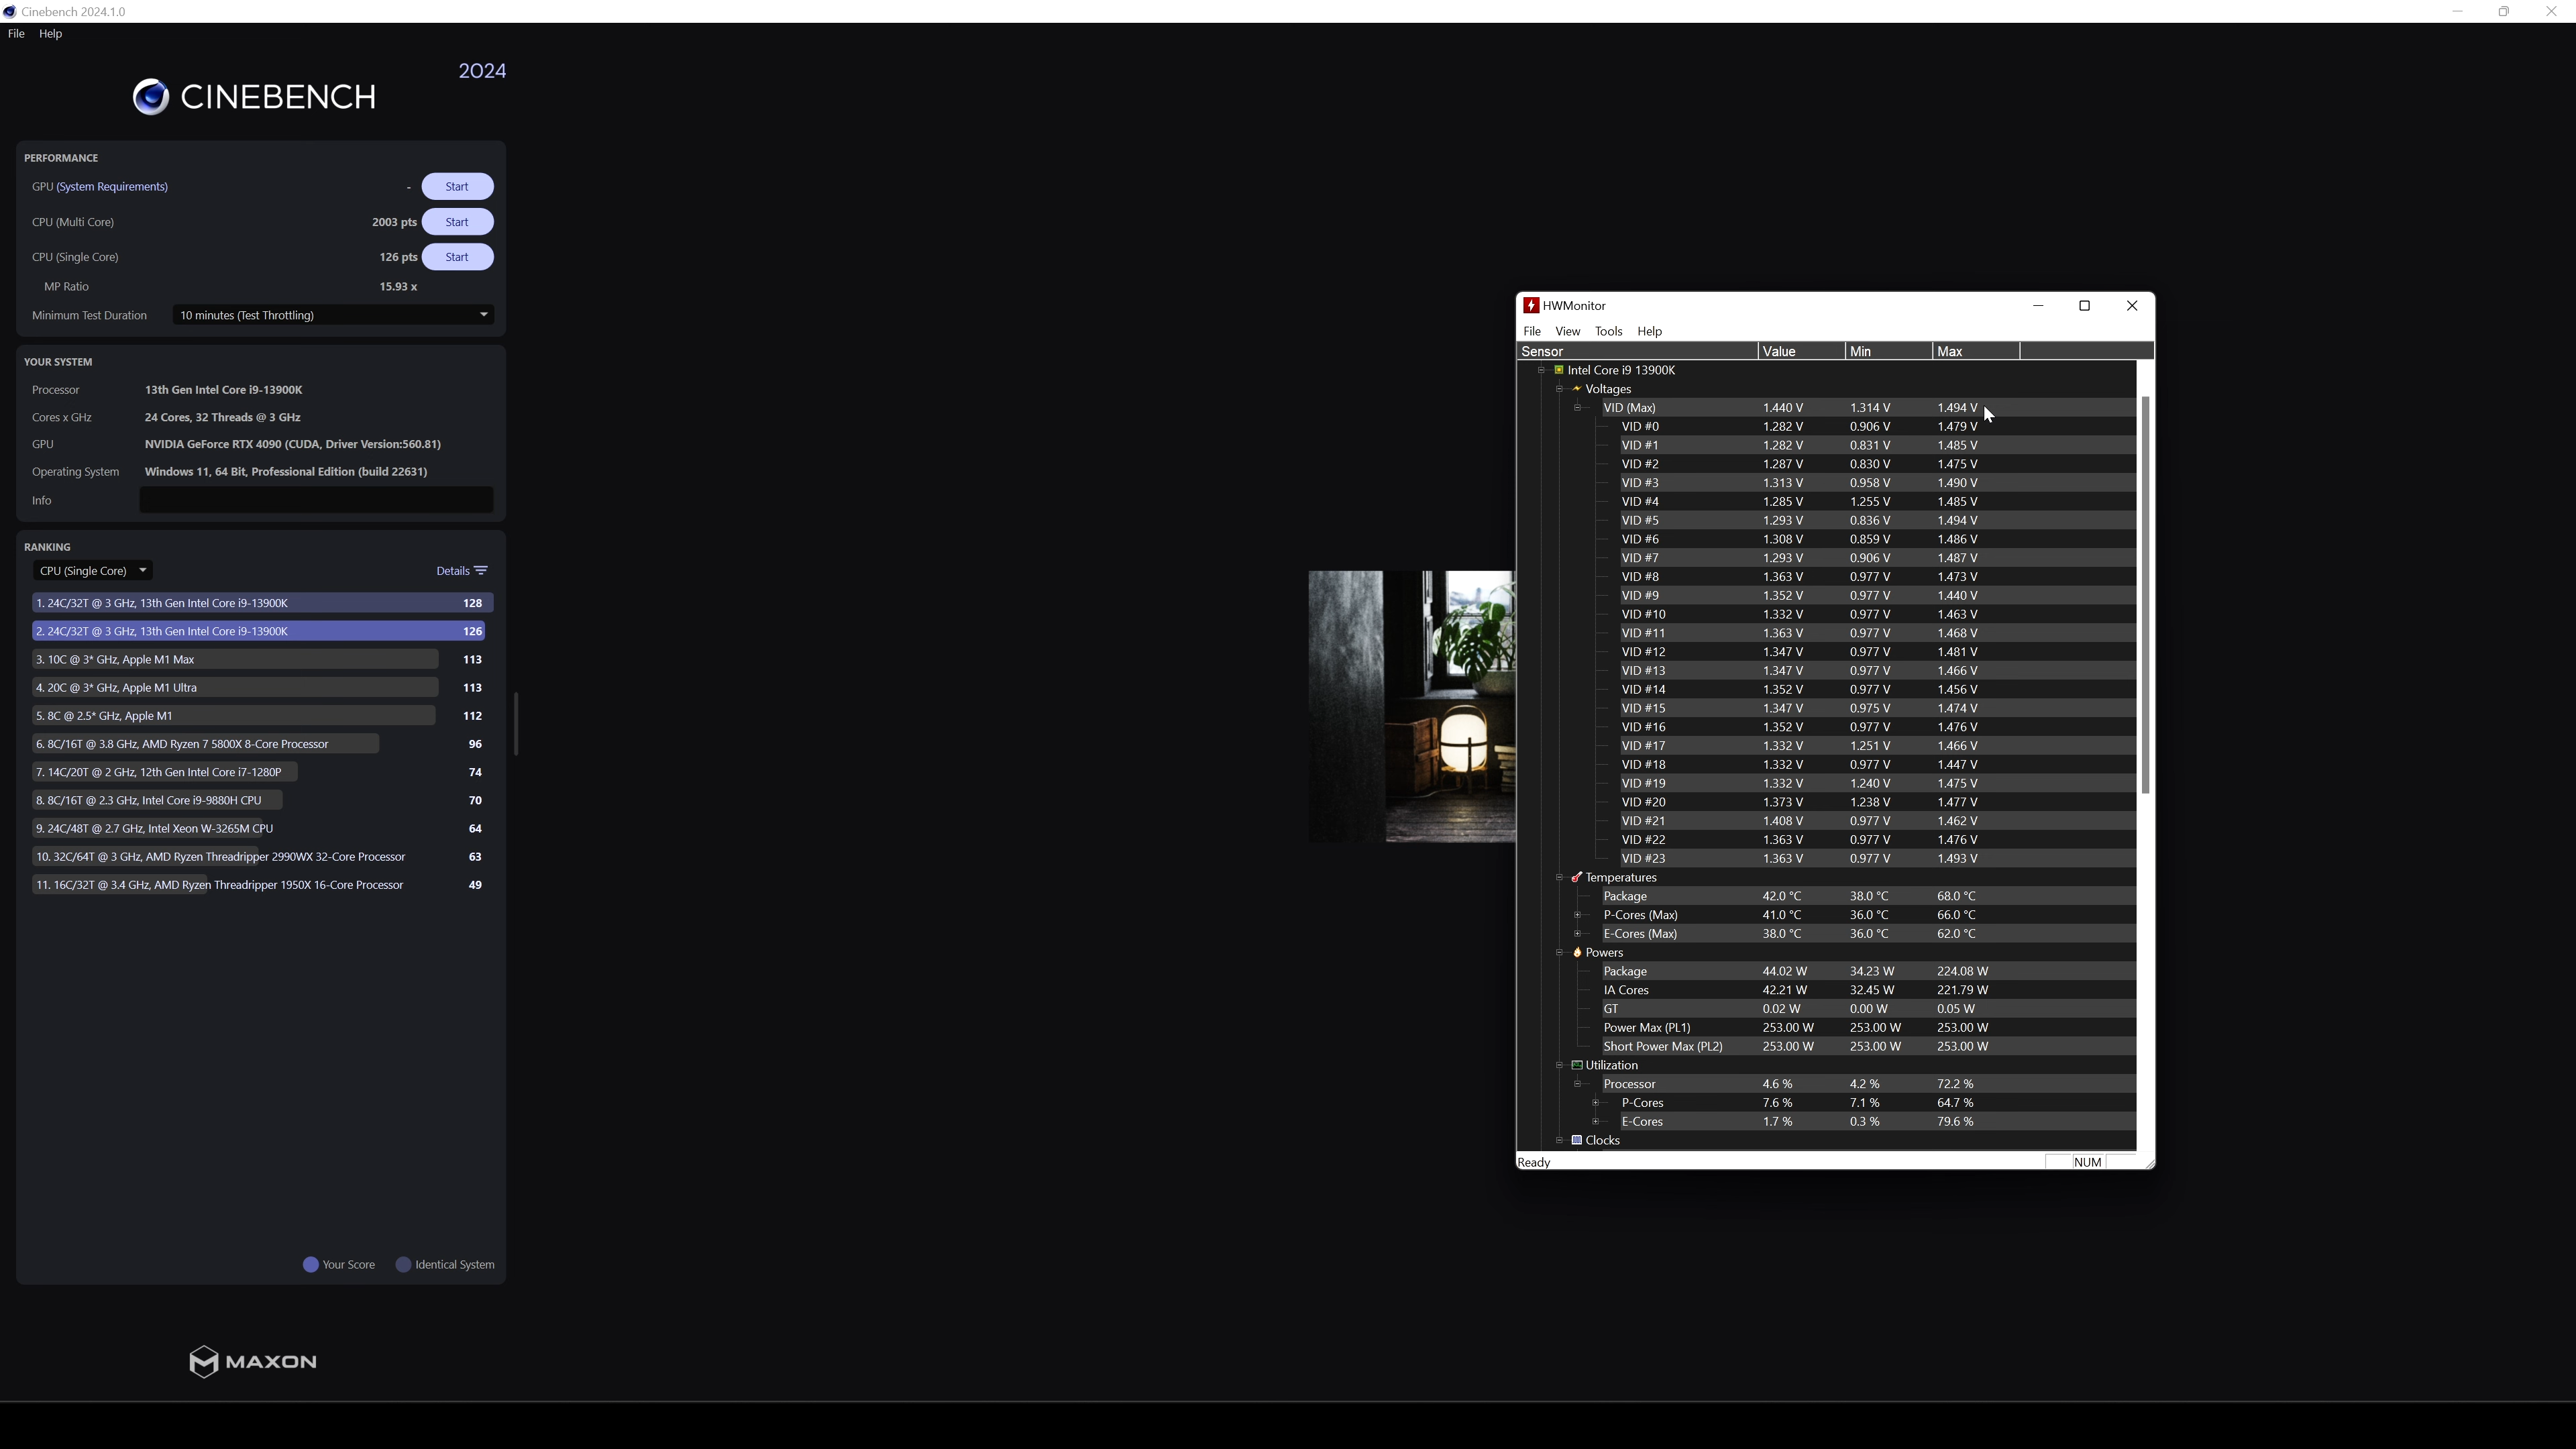 Cinebench 2024.1.0
File Help
2024
CINEBENCH
PERFORMANCE
GPU (System Requirements) - Start
CPU (Multi Core) 2003 pts Start
CPU (Single Core) 126 pts Start
MP Ratio 15.93 x
Minimum Test Duration 10 minutes (Test Throttling)
YOUR SYSTEM
Processor 13th Gen Intel Core i9-13900K
Cores x GHz 24 Cores, 32 Threads @ 3 GHz
GPU NVIDIA GeForce RTX 4090 (CUDA, Driver Version:560.81)
Operating System Windows 11, 64 Bit, Professional Edition (build 22631)
Info
RANKING
CPU (Single Core) Details
1. 24C/32T @ 3 GHz, 13th Gen Intel Core i9-13900K 128
2. 24C/32T @ 3 GHz, 13th Gen Intel Core i9-13900K 126
3. 10C @ 3* GHz, Apple M1 Max 113
4. 20C @ 3* GHz, Apple M1 Ultra 113
5. 8C @ 2.5* GHz, Apple M1 112
6. 8C/16T @ 3.8 GHz, AMD Ryzen 7 5800X 8-Core Processor 96
7. 14C/20T @ 2 GHz, 12th Gen Intel Core i7-1280P 74
8. 8C/16T @ 2.3 GHz, Intel Core i9-9880H CPU 70
9. 24C/48T @ 2.7 GHz, Intel Xeon W-3265M CPU 64
10. 32C/64T @ 3 GHz, AMD Ryzen Threadripper 2990WX 32-Core Processor 63
11. 16C/32T @ 3.4 GHz, AMD Ryzen Threadripper 1950X 16-Core Processor 49
Your Score Identical System
MAXON
HWMonitor
File View Tools Help
Sensor Value Min Max
Intel Core i9 13900K
Voltages
VID (Max) 1.440 V 1.314 V 1.494 V
VID #0 1.282 V 0.906 V 1.479 V
VID #1 1.282 V 0.831 V 1.485 V
VID #2 1.287 V 0.830 V 1.475 V
VID #3 1.313 V 0.958 V 1.490 V
VID #4 1.285 V 1.255 V 1.485 V
VID #5 1.293 V 0.836 V 1.494 V
VID #6 1.308 V 0.859 V 1.486 V
VID #7 1.293 V 0.906 V 1.487 V
VID #8 1.363 V 0.977 V 1.473 V
VID #9 1.352 V 0.977 V 1.440 V
VID #10 1.332 V 0.977 V 1.463 V
VID #11 1.363 V 0.977 V 1.468 V
VID #12 1.347 V 0.977 V 1.481 V
VID #13 1.347 V 0.977 V 1.466 V
VID #14 1.352 V 0.977 V 1.456 V
VID #15 1.347 V 0.975 V 1.474 V
VID #16 1.352 V 0.977 V 1.476 V
VID #17 1.332 V 1.251 V 1.466 V
VID #18 1.332 V 0.977 V 1.447 V
VID #19 1.332 V 1.240 V 1.475 V
VID #20 1.373 V 1.238 V 1.477 V
VID #21 1.408 V 0.977 V 1.462 V
VID #22 1.363 V 0.977 V 1.476 V
VID #23 1.363 V 0.977 V 1.493 V
Temperatures
Package 42.0 °C 38.0 °C 68.0 °C
P-Cores (Max) 41.0 °C 36.0 °C 66.0 °C
E-Cores (Max) 38.0 °C 36.0 °C 62.0 °C
Powers
Package 44.02 W 34.23 W 224.08 W
IA Cores 42.21 W 32.45 W 221.79 W
GT 0.02 W 0.00 W 0.05 W
Power Max (PL1) 253.00 W 253.00 W 253.00 W
Short Power Max (PL2) 253.00 W 253.00 W 253.00 W
Utilization
Processor 4.6 % 4.2 % 72.2 %
P-Cores 7.6 % 7.1 % 64.7 %
E-Cores 1.7 % 0.3 % 79.6 %
Clocks
Ready NUM